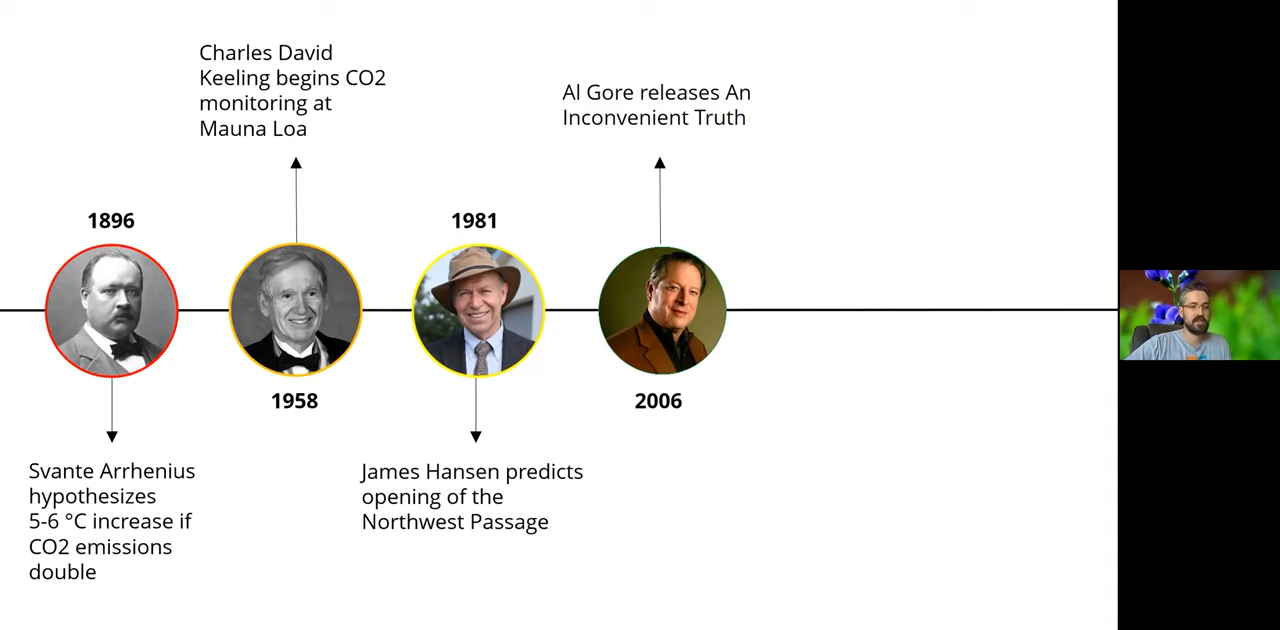 Charles David
Keeling begins CO2
monitoring at
Mauna Loa
Al Gore releases An
Inconvenient Truth
1896
1981
1958
2006
Svante Arrhenius
hypothesizes
5-6 °C increase if
CO2 emissions
double
James Hansen predicts
opening of the
Northwest Passage